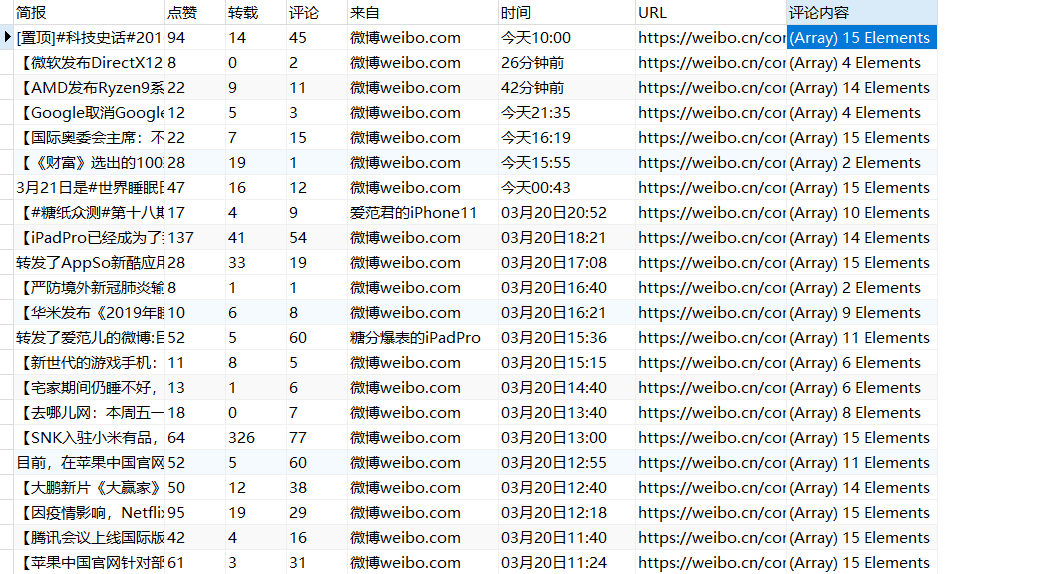 简报 点赞 转载 评论 来自 时间 URL 评论内容
[置顶]#科技史话#201 94 14 45 微博weibo.com 今天10:00 https://weibo.cn/cor (Array) 15 Elements
【微软发布DirectX12 8 0 2 微博weibo.com 26分钟前 https://weibo.cn/cor (Array) 4 Elements
【AMD发布Ryzen9系 22 9 11 微博weibo.com 42分钟前 https://weibo.cn/cor (Array) 14 Elements
【Google取消Google 12 5 3 微博weibo.com 今天21:35 https://weibo.cn/cor (Array) 4 Elements
【国际奥委会主席：不 22 7 15 微博weibo.com 今天16:19 https://weibo.cn/cor (Array) 15 Elements
【《财富》选出的100 28 19 1 微博weibo.com 今天15:55 https://weibo.cn/cor (Array) 2 Elements
3月21日是#世界睡眠日 47 16 12 微博weibo.com 今天00:43 https://weibo.cn/cor (Array) 15 Elements
【#糖纸众测#第十八期 17 4 9 爱范君的iPhone11 03月20日20:52 https://weibo.cn/cor (Array) 10 Elements
【iPadPro已经成为了 137 41 54 微博weibo.com 03月20日18:21 https://weibo.cn/cor (Array) 14 Elements
转发了AppSo新酷应用 28 33 19 微博weibo.com 03月20日17:08 https://weibo.cn/cor (Array) 15 Elements
【严防境外新冠肺炎输 8 1 1 微博weibo.com 03月20日16:40 https://weibo.cn/cor (Array) 2 Elements
【华米发布《2019年睡 10 6 8 微博weibo.com 03月20日16:21 https://weibo.cn/cor (Array) 9 Elements
转发了爱范儿的微博:目 52 5 60 糖分爆表的iPadPro 03月20日15:36 https://weibo.cn/cor (Array) 11 Elements
【新世代的游戏手机： 11 8 5 微博weibo.com 03月20日15:15 https://weibo.cn/cor (Array) 6 Elements
【宅家期间仍睡不好， 13 1 6 微博weibo.com 03月20日14:40 https://weibo.cn/cor (Array) 6 Elements
【去哪儿网：本周五一 18 0 7 微博weibo.com 03月20日13:40 https://weibo.cn/cor (Array) 8 Elements
【SNK入驻小米有品， 64 326 77 微博weibo.com 03月20日13:00 https://weibo.cn/cor (Array) 15 Elements
目前，在苹果中国官网 52 5 60 微博weibo.com 03月20日12:55 https://weibo.cn/cor (Array) 11 Elements
【大鹏新片《大赢家》 50 12 38 微博weibo.com 03月20日12:40 https://weibo.cn/cor (Array) 14 Elements
【因疫情影响，Netflix 95 19 29 微博weibo.com 03月20日12:18 https://weibo.cn/cor (Array) 15 Elements
【腾讯会议上线国际版 42 4 16 微博weibo.com 03月20日11:40 https://weibo.cn/cor (Array) 15 Elements
【苹果中国官网针对部 61 3 31 微博weibo.com 03月20日11:24 https://weibo.cn/cor (Array) 15 Elements